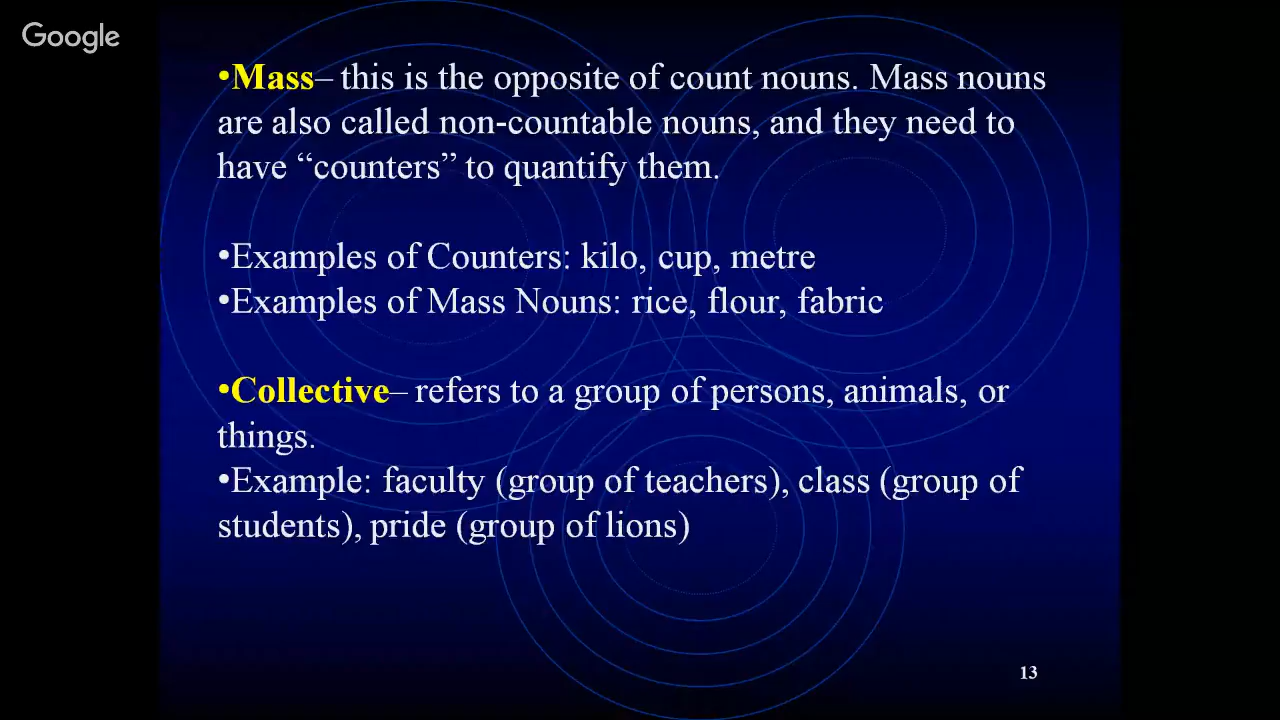 Google
•Mass– this is the opposite of count nouns. Mass nouns
are also called non-countable nouns, and they need to
have “counters” to quantify them.
•Examples of Counters: kilo, cup, metre
•Examples of Mass Nouns: rice, flour, fabric
•Collective– refers to a group of persons, animals, or
things.
•Example: faculty (group of teachers), class (group of
students), pride (group of lions)
13